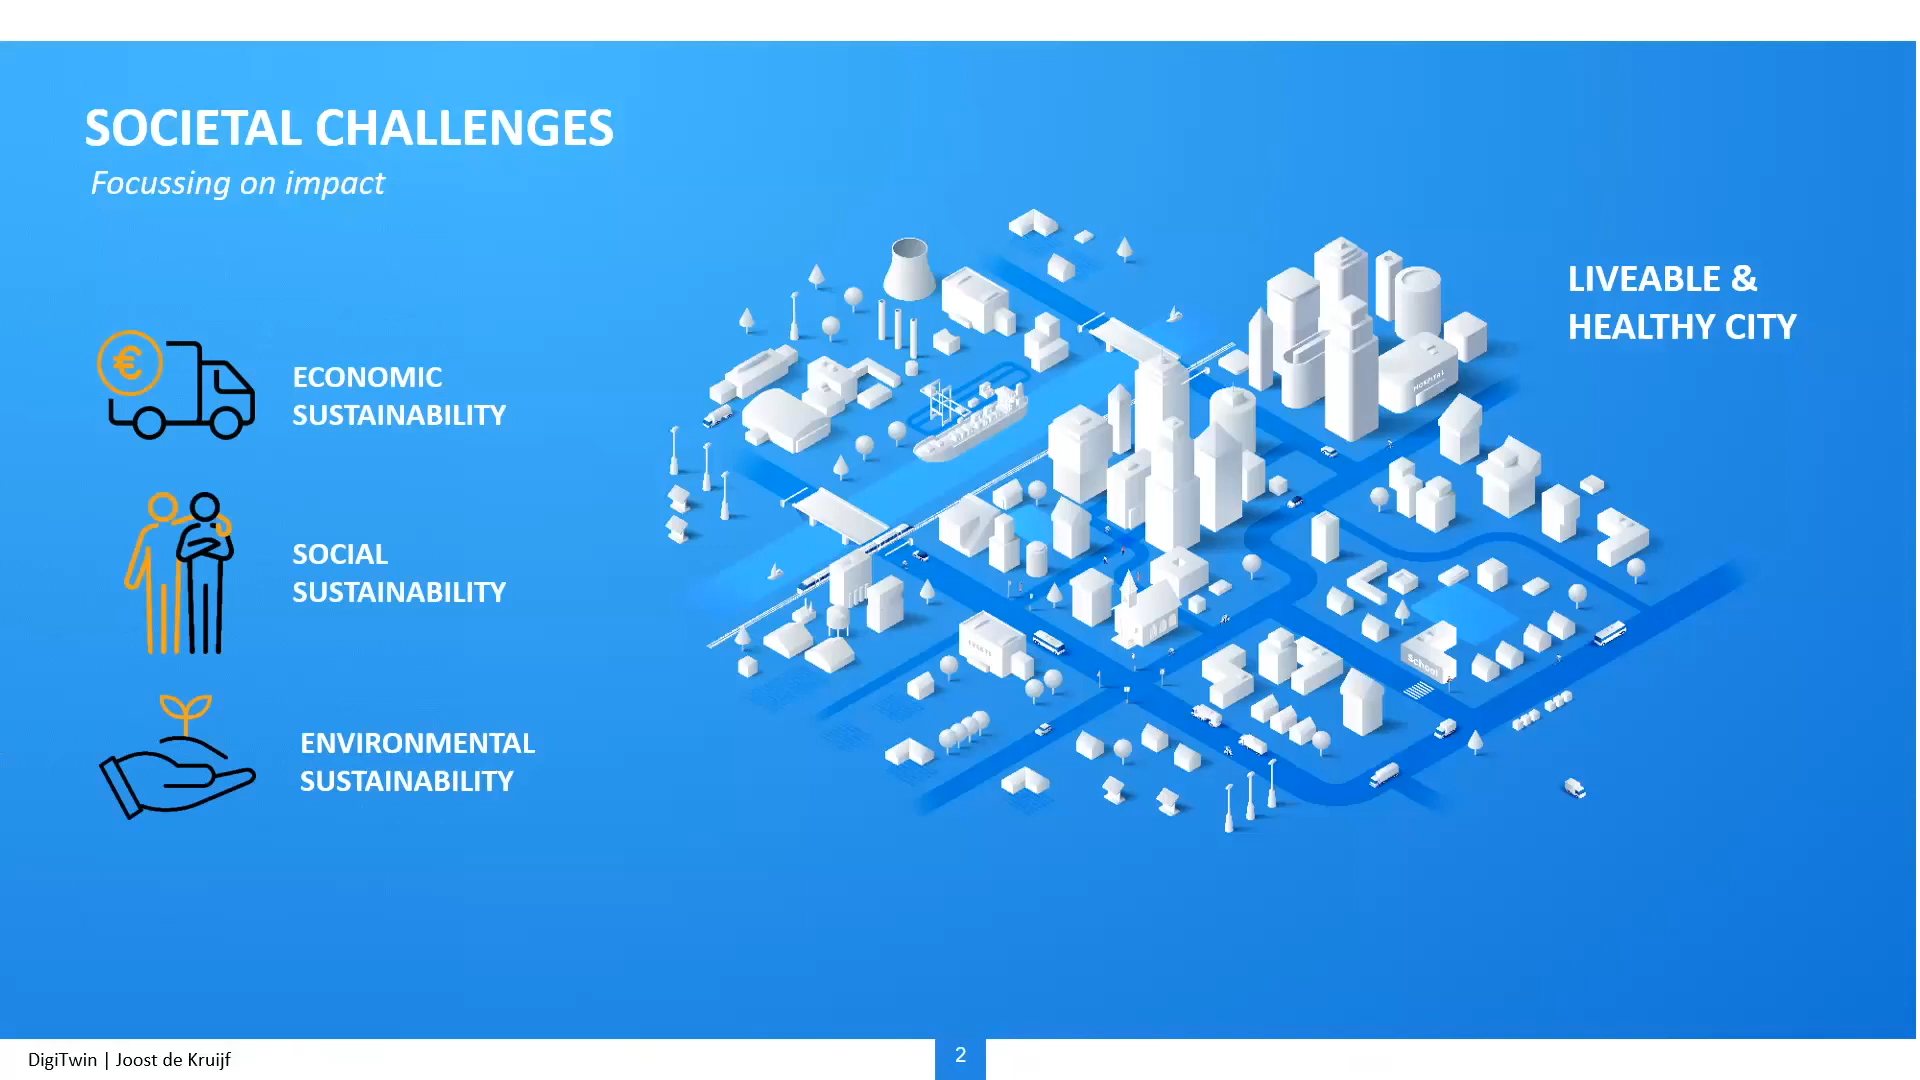 SOCIETAL CHALLENGES
Focussing on impact
LIVEABLE &
HEALTHY CITY
ECONOMIC
SUSTAINABILITY
SOCIAL
SUSTAINABILITY
ENVIRONMENTAL
SUSTAINABILITY
HOSPITAL
School
DigiTwin | Joost de Kruijf
2